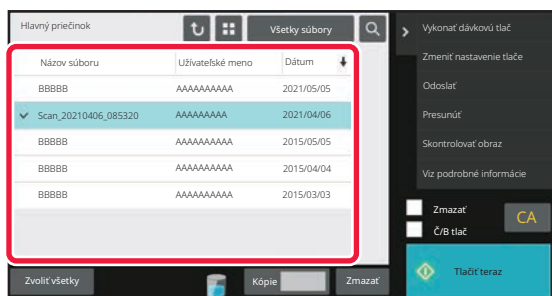 Hlavný priečinok
Všetky súbory
Názov súboru Užívateľské meno Dátum
BBBBB AAAAAAAAAA 2021/05/05
Scan_20210406_085320 AAAAAAAAA 2021/04/06
BBBBB AAAAAAAAAA 2015/05/05
BBBBB AAAAAAAAAA 2015/04/04
BBBBB AAAAAAAAAA 2015/03/03
Zvoliť všetky
Kópie
Zmazať
Vykonať dávkovú tlač
Zmeniť nastavenie tlače
Odoslať
Presunúť
Skontrolovať obraz
Viz podrobné informácie
Zmazať
Č/B tlač
CA
Tlačiť teraz